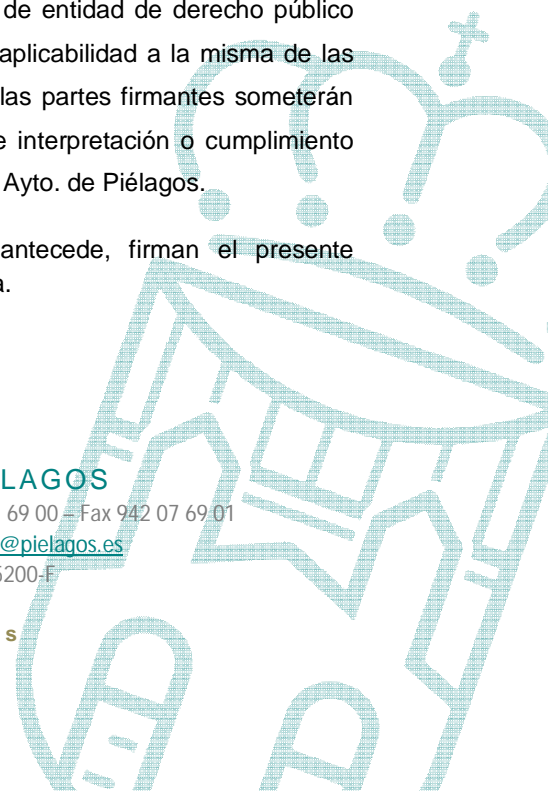 de entidad de derecho público
aplicabilidad a la misma de las
las partes firmantes someterán
e interpretación o cumplimiento
Ayto. de Piélagos.
antecede, firman el presente
a.
LAGOS
69 00 – Fax 942 07 69 01
@pielagos.es
5200-F
s